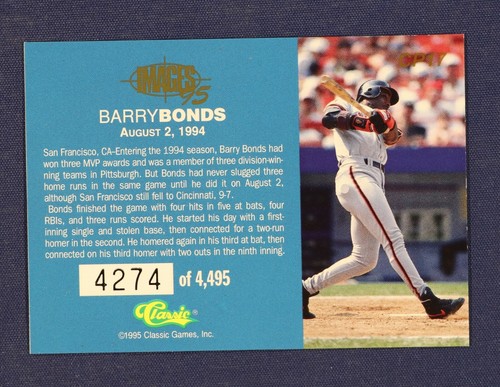 IMAGES
95
BARRYBONDS
AUGUST 2, 1994
San Francisco, CA-Entering the 1994 season, Barry Bonds had
won three MVP awards and was a member of three division-win-
ning teams in Pittsburgh. But Bonds had never slugged three
home runs in the same game until he did it on August 2,
although San Francisco still fell to Cincinnati, 9-7.
Bonds finished the game with four hits in five at bats, four
RBIs, and three runs scored. He started his day with a first-
inning single and stolen base, then connected for a two-run
homer in the second. He homered again in his third at bat, then
connected on his third homer with two outs in the ninth inning.
4274 of 4,495
Classic
©1995 Classic Games, Inc.